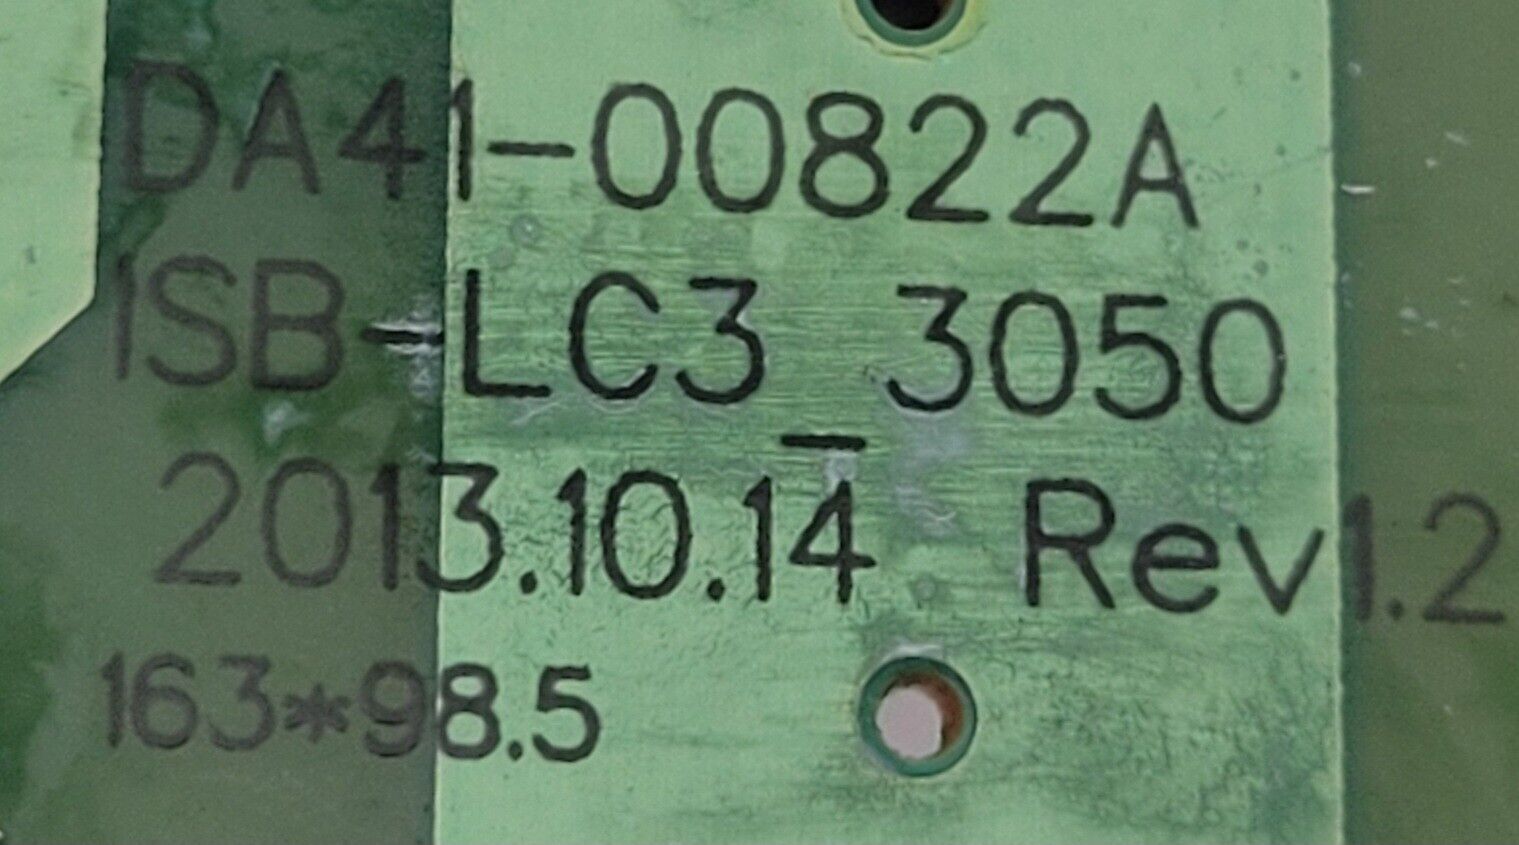 DA41-00822A
ISB-LC3_3050
2013.10.14 Rev1.2
163*98.5